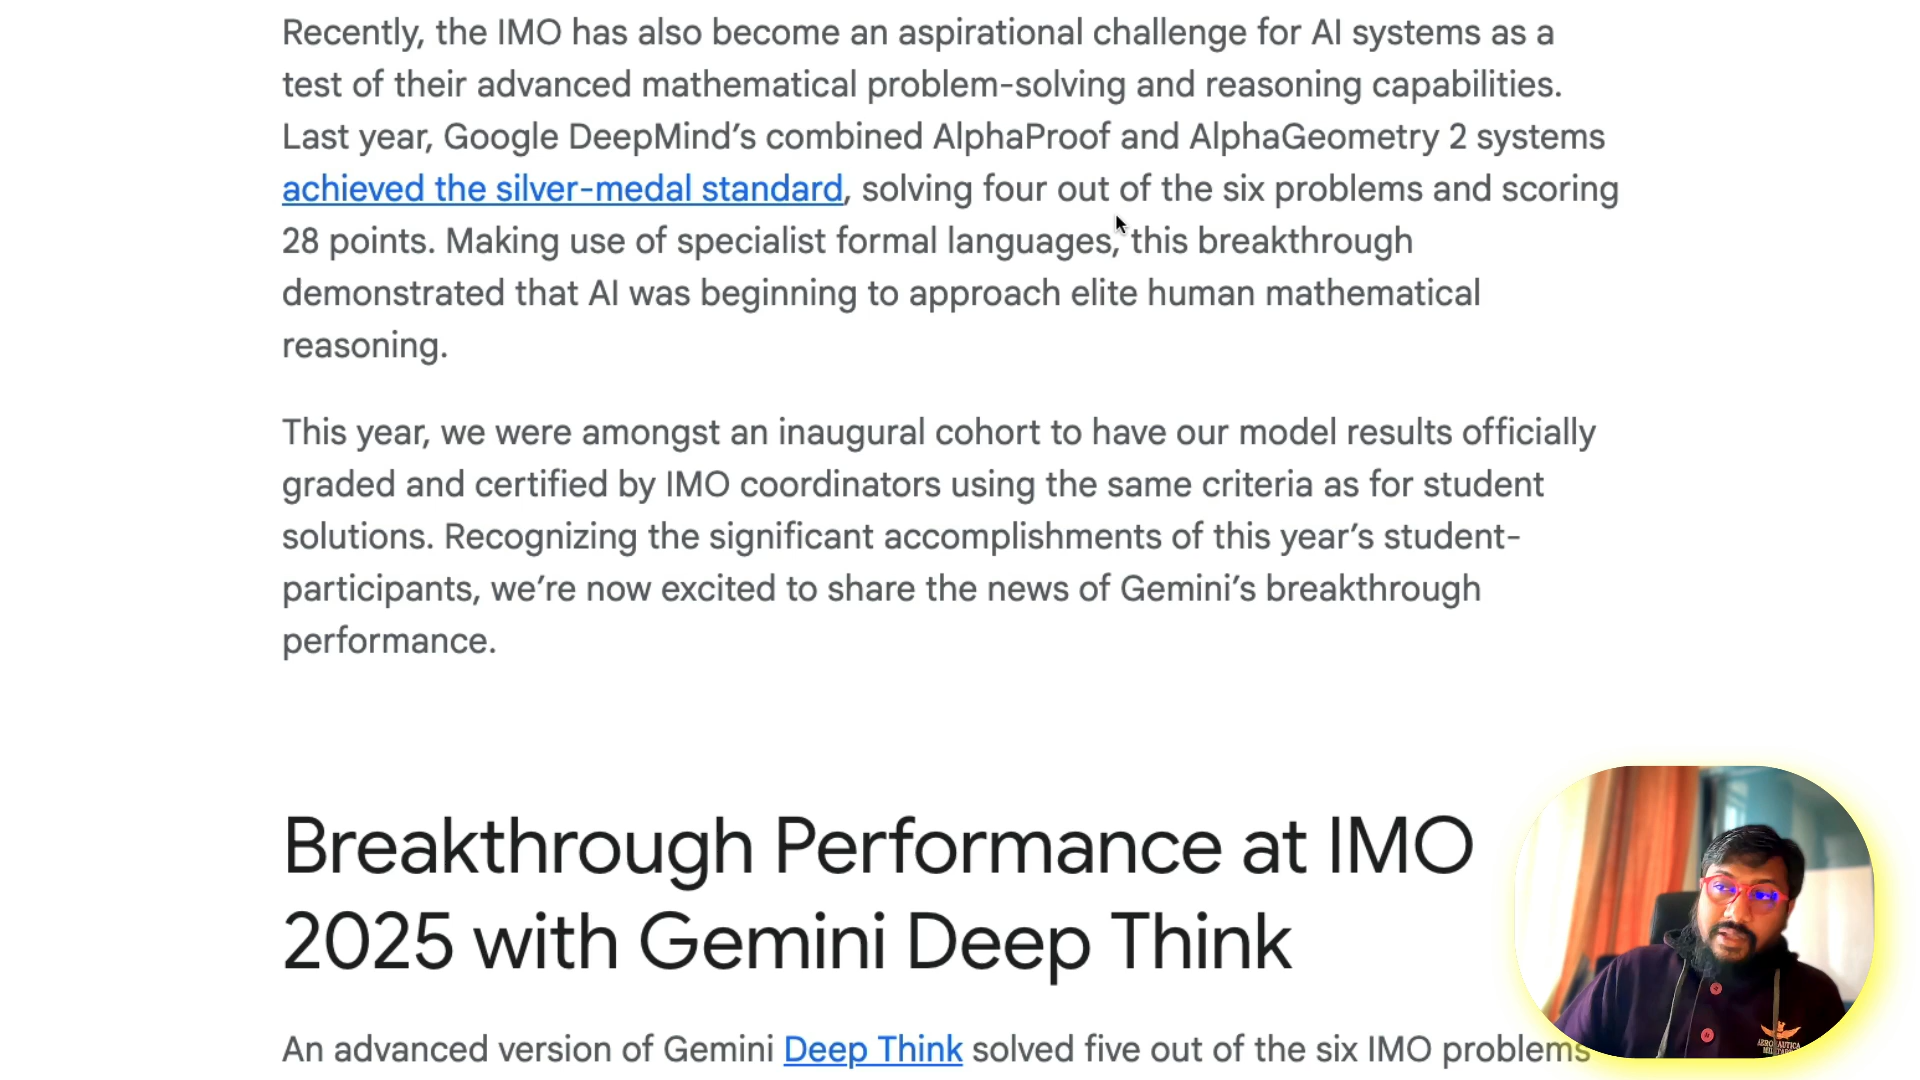 Recently, the IMO has also become an aspirational challenge for AI systems as a
test of their advanced mathematical problem-solving and reasoning capabilities.
Last year, Google DeepMind’s combined AlphaProof and AlphaGeometry 2 systems
achieved the silver-medal standard, solving four out of the six problems and scoring
28 points. Making use of specialist formal languages, this breakthrough
demonstrated that AI was beginning to approach elite human mathematical
reasoning.
This year, we were amongst an inaugural cohort to have our model results officially
graded and certified by IMO coordinators using the same criteria as for student
solutions. Recognizing the significant accomplishments of this year’s student-
participants, we’re now excited to share the news of Gemini’s breakthrough
performance.
Breakthrough Performance at IMO
2025 with Gemini Deep Think
An advanced version of Gemini Deep Think solved five out of the six IMO problems
AERONAUTICA